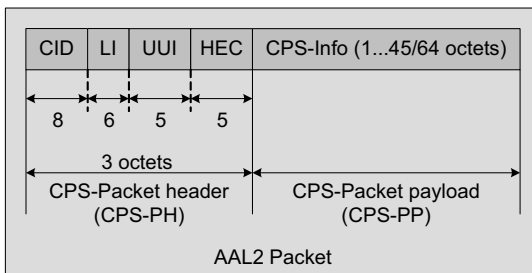 CID LI UUI HEC CPS-Info (1...45/64 octets)
8 6 5 5
3 octets
CPS-Packet header
(CPS-PH)
CPS-Packet payload
(CPS-PP)
AAL2 Packet